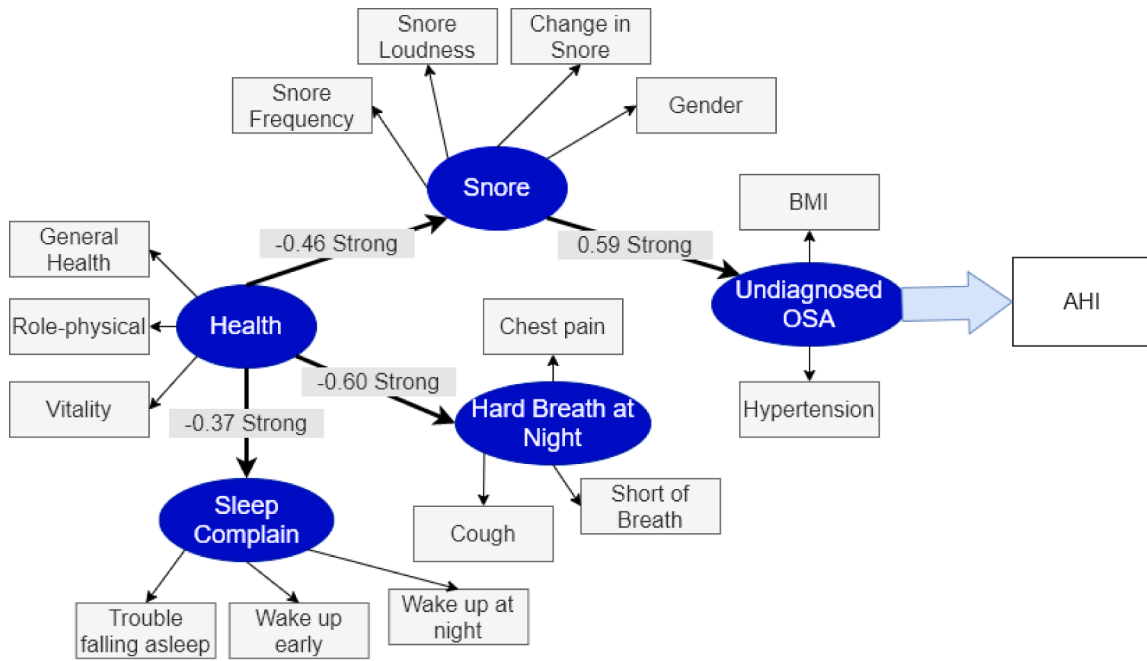 Snore
Loudness
Change in
Snore
Snore
Frequency
Gender
Snore
BMI
General
Health
-0.46 Strong
0.59 Strong
Undiagnosed
OSA
AHI
Role-physical
Health
Chest pain
-0.60 Strong
Vitality
-0.37 Strong
Hard Breath at
Night
Hypertension
Sleep
Complain
Cough
Short of
Breath
Trouble
falling asleep
Wake up
early
Wake up at
night